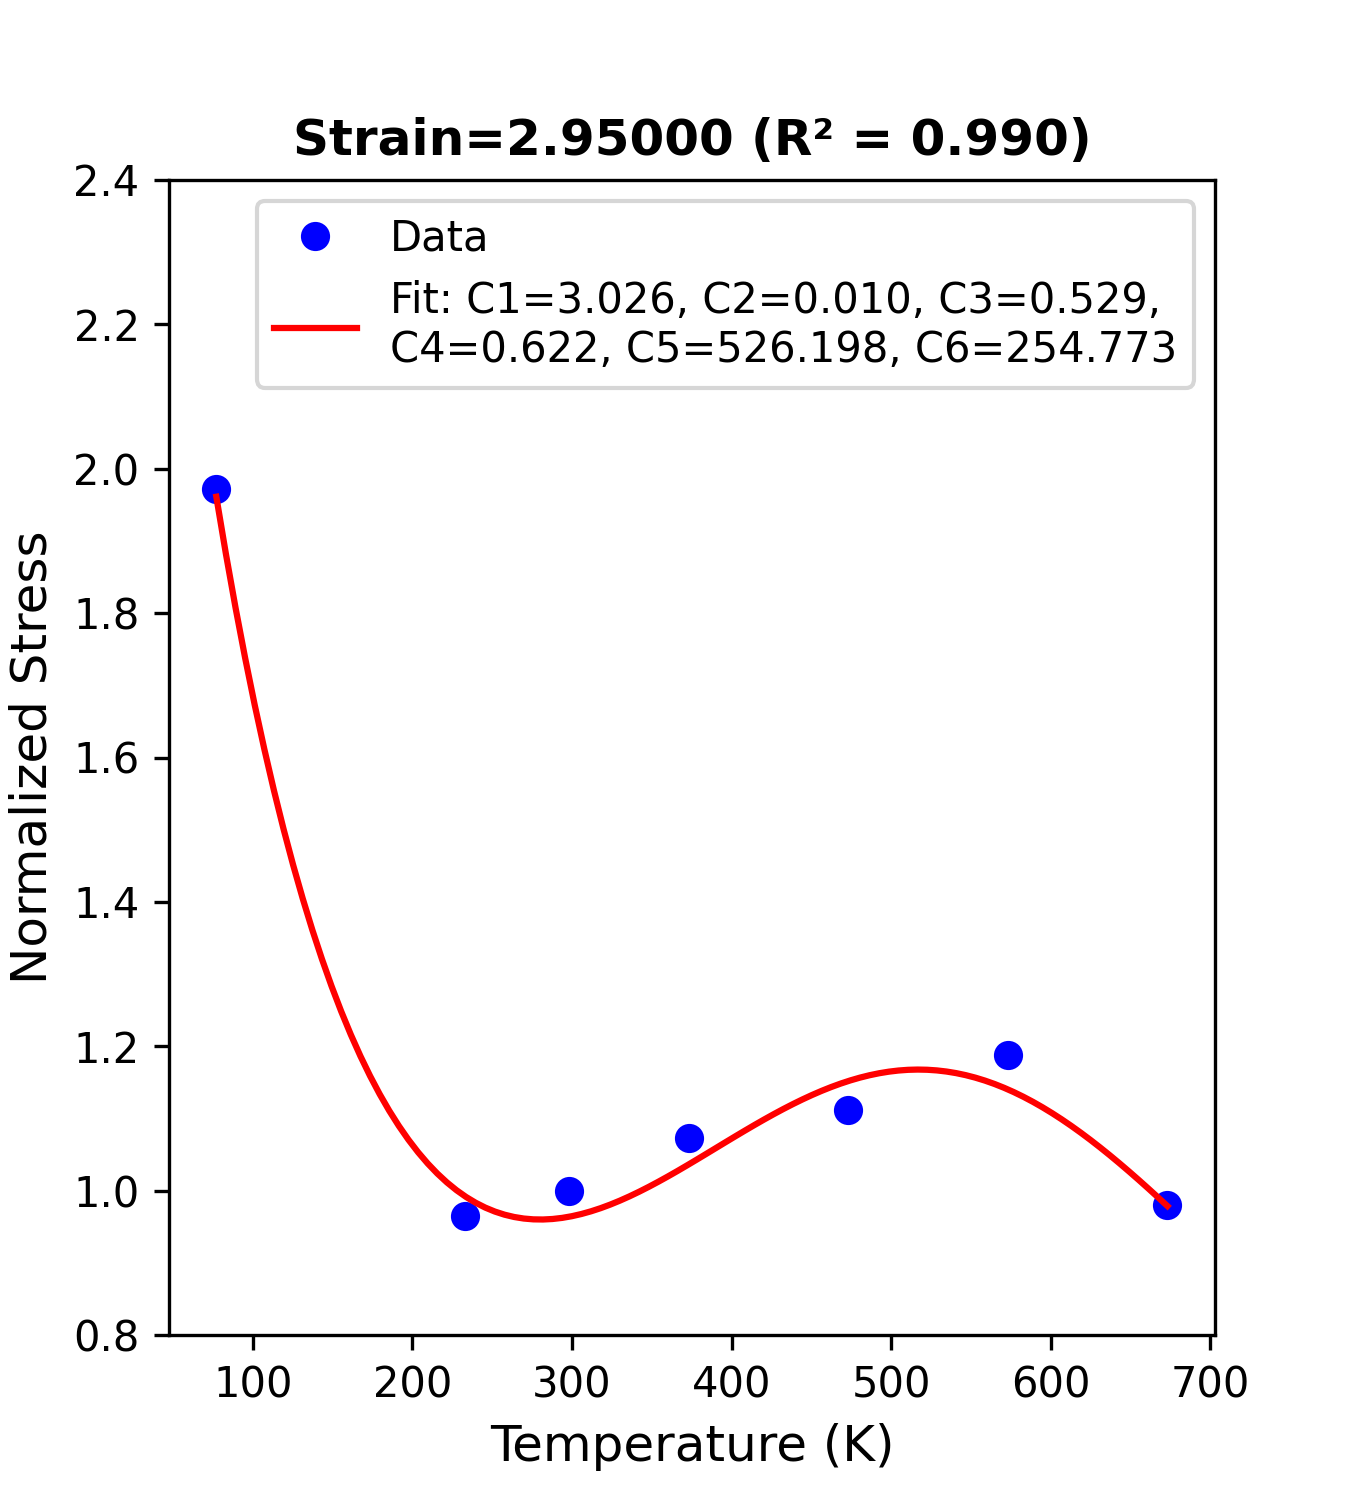 Strain=2.95000 (R² = 0.990)
2.4
2.2
2.0
1.8
1.6
1.4
1.2
1.0
0.8
Normalized Stress
Data
Fit: C1=3.026, C2=0.010, C3=0.529,
C4=0.622, C5=526.198, C6=254.773
100 200 300 400 500 600 700
Temperature (K)